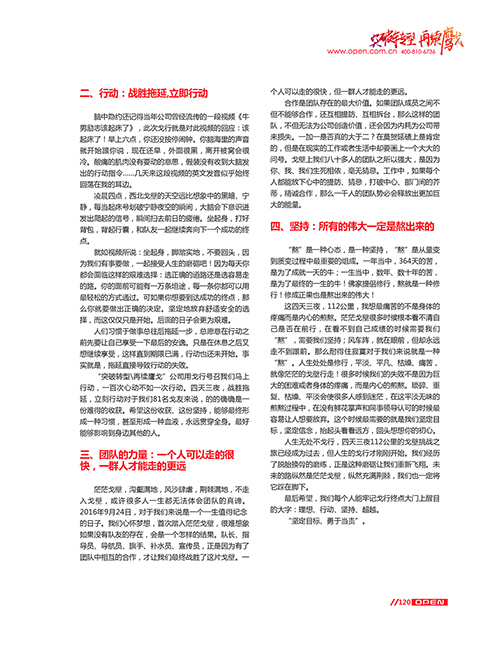 突破转型 再乘鹰戈
www.open.com.cn 400-810-6736
二、行动：战胜拖延,立即行动
脑中隐约还记得当年公司曾经流传的一段视频《牛
男励志该起床了》，此次戈行就是对此视频的回应：该
起床了！早上六点，你还没按停闹钟。你脑海里的声音
就开始跟你说，现在还早，外面很黑，离开被窝会很
冷。酸痛的肌肉没有要动的意思，假装没有收到大脑发
出的行动指令……几天来这段视频的英文发音似乎始终
回荡在我的耳边。
凌晨四点，西北戈壁的天空远比想象中的黑暗、宁
静，每当起床号划破宁静夜空的瞬间，大脑会下意识迸
发出爬起的信号，瞬间扫去前日的疲倦。坐起身，打好
背包，背起行囊，和队友一起继续奔向下一个成功的终
点。
就如视频所说：坐起身，脚踏实地，不要回头，因
为我们有事要做，一起接受人生的磨砺吧！因为每天你
都会面临这样的艰难选择：选正确的道路还是选容易走
的路。你的面前可能有一万条坦途，每一条你都可以用
最轻松的方式通过。可如果你想要到达成功的终点，那
么你就要做出正确的决定。坚定地放弃舒适安全的选
择，而这仅仅只是开始。后面的日子会更为艰难。
人们习惯于做事总往后拖延一步，总愿意在行动之
前先要让自己享受一下最后的安逸。只是在休息之后又
想继续享受，这样直到期限已满，行动也还未开始。事
实就是，拖延直接导致行动的失败。
“突破转型\再续鹰戈”公司用戈行号召我们马上
行动，一百次心动不如一次行动。四天三夜，战胜拖
延，立刻行动对于我们81名戈友来说，的的确确是一
份难得的收获。希望这份收获、这份坚持，能够最终形
成一种习惯，甚至形成一种血液，永远贯穿全身。最好
能够影响到身边其他的人。
三、团队的力量：一个人可以走的很
快，一群人才能走的更远
茫茫戈壁，沟壑满地，风沙肆虐，荆棘满地，不走
入戈壁，或许很多人一生都无法体会团队的真谛。
2016年9月24日，对于我们来说是一个一生值得纪念
的日子。我们心怀梦想，首次踏入茫茫戈壁，很难想象
如果没有队友的存在，会是一个怎样的结果。队长、指
导员、导航员、旗手、补水员、宣传员，正是因为有了
团队中相互的合作，才让我们最终战胜了这片戈壁。一
个人可以走的很快，但一群人才能走的更远。
合作是团队存在的最大价值。如果团队成员之间不
但不能够合作，还互相提防、互相拆台，那么这样的团
队，不但无法为公司创造价值，还会因为内耗为公司带
来损失。一加一是否真的大于二？在莫贺延碛上是肯定
的，但是在现实的工作或者生活中却要画上一个大大的
问号。戈壁上我们八十多人的团队之所以强大，是因为
你、我、我们生死相依，毫无猜忌。工作中，如果每个
人都能放下心中的提防、猜忌，打破中心、部门间的芥
蒂，精诚合作，那么一千人的团队势必会释放出更加巨
大的能量。
四、坚持：所有的伟大一定是熬出来的
“熬”是一种心态，是一种坚持，“熬”是从量变
到质变过程中最重要的组成。一年当中，364天的苦，
是为了成就一天的牛；一生当中，数年、数十年的苦，
是为了最终的一生的牛！佛家提倡修行，熬就是一种修
行！修成正果也是熬出来的伟大！
这四天三夜，112公里，我想最痛苦的不是身体的
疼痛而是内心的煎熬。茫茫戈壁很多时候根本看不清自
己是否在前行，在看不到自己成绩的时候需要我们
“熬”，需要我们坚持；风车阵，就在眼前，但却永远
走不到跟前。那么耐得住寂寞对于我们来说就是一种
“熬”。人生处处是修行，平淡、平凡、枯燥、痛苦，
就像茫茫的戈壁行走！很多时候我们的失败不是因为巨
大的困难或者身体的疼痛，而是内心的煎熬。琐碎、重
复、枯燥、平淡会使很多人感到迷茫，在这平淡无味的
煎熬过程中，在没有鲜花掌声和同事领导认可的时候最
容易让人想要放弃。这个时候最需要的就是我们坚定目
标，坚定信念，抬起头看看远方，回头想想你的初心。
人生无处不戈行，四天三夜112公里的戈壁挑战之
旅已经成为过去，但人生的戈行才刚刚开始。我们经历
了脱胎换骨的磨练，正是这种磨砺让我们重新飞翔。未
来的路纵然是茫茫戈壁，纵然充满荆棘，我们也一定将
它踩在脚下。
最后希望，我们每个人能牢记戈行终点大门上醒目
的大字：理想、行动、坚持、超越。
“坚定目标、勇于当责”。
//120 OPEN